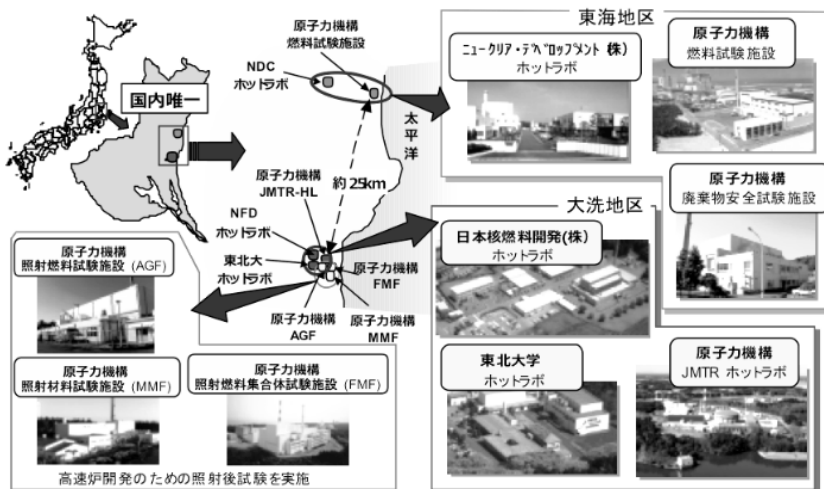 国内唯一
NDC
ホットラボ
原子力機構
燃料試験施設
太平洋
約25km
原子力機構
JMTR-HL
NFD
ホットラボ
東北大
ホットラボ
原子力機構
AGF
原子力機構
FMF
原子力機構
MMF
東海地区
ニュークリア・デベロップメント 株)
ホットラボ
原子力機構
燃料試験施設
原子力機構
廃棄物安全試験施設
大洗地区
日本核燃料開発(株)
ホットラボ
東北大学
ホットラボ
原子力機構
JMTR ホットラボ
原子力機構
照射燃料試験施設 (AGF)
原子力機構
照射材料試験施設 (MMF)
原子力機構
照射燃料集合体試験施設 (FMF)
高速炉開発のための照射後試験を実施